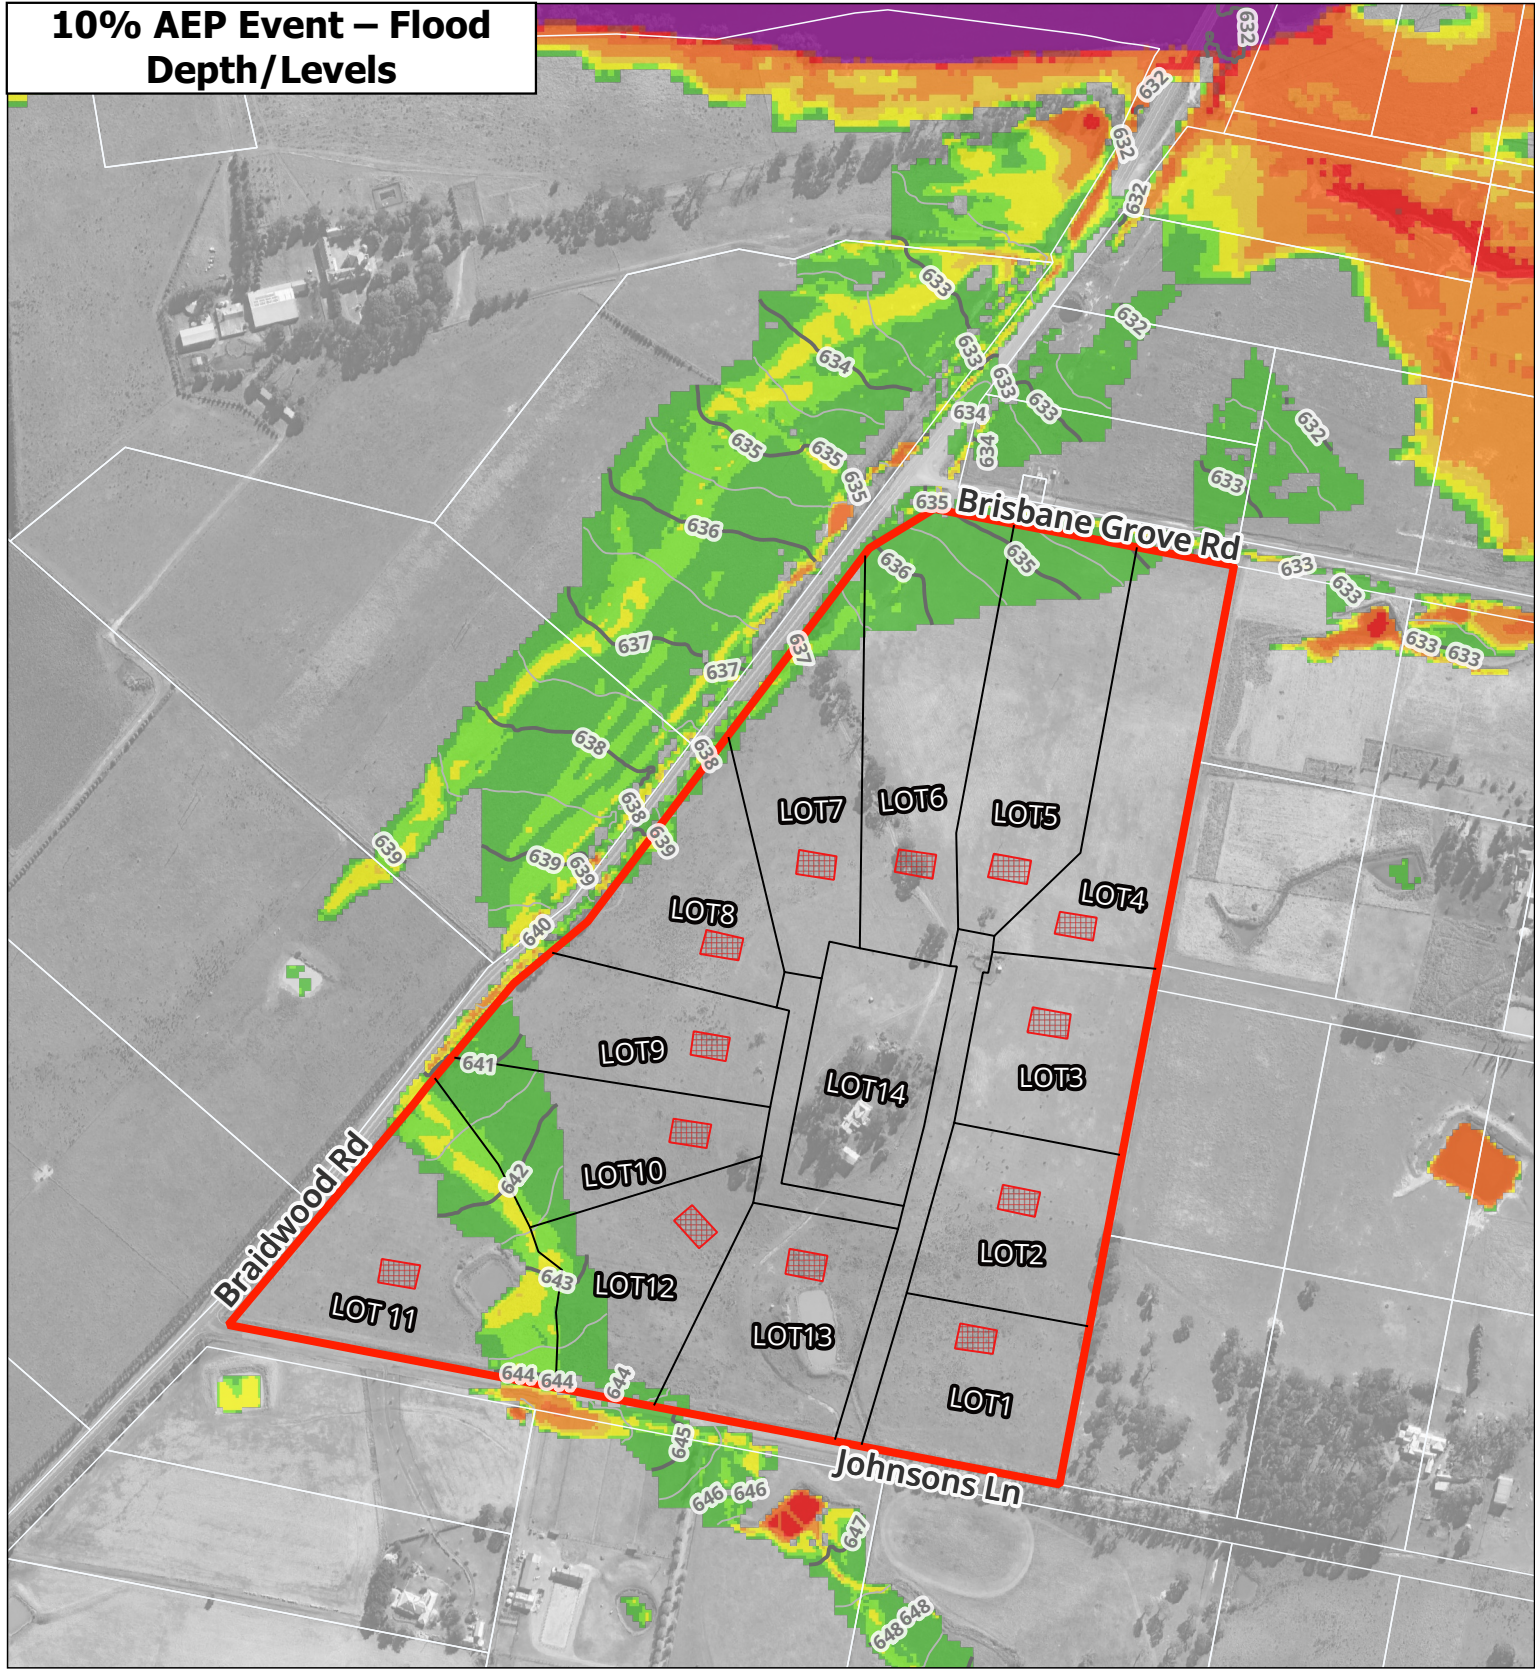 10% AEP Event – Flood
Depth/Levels
632
632
632
632
633
632
634
633
633
633
634
632
635
635
634
633
635
635
Brisbane Grove Rd
636
636
635
633
633
637
637
637
633
633
638
638
LOT7
LOT6
LOT5
638
639
639
639
639
LOT4
LOT8
640
LOT9
641
LOT3
LOT14
642
LOT10
Braidwood Rd
LOT2
643
LOT12
LOT 11
LOT13
644
644
644
LOT1
645
Johnsons Ln
646
646
647
648
648